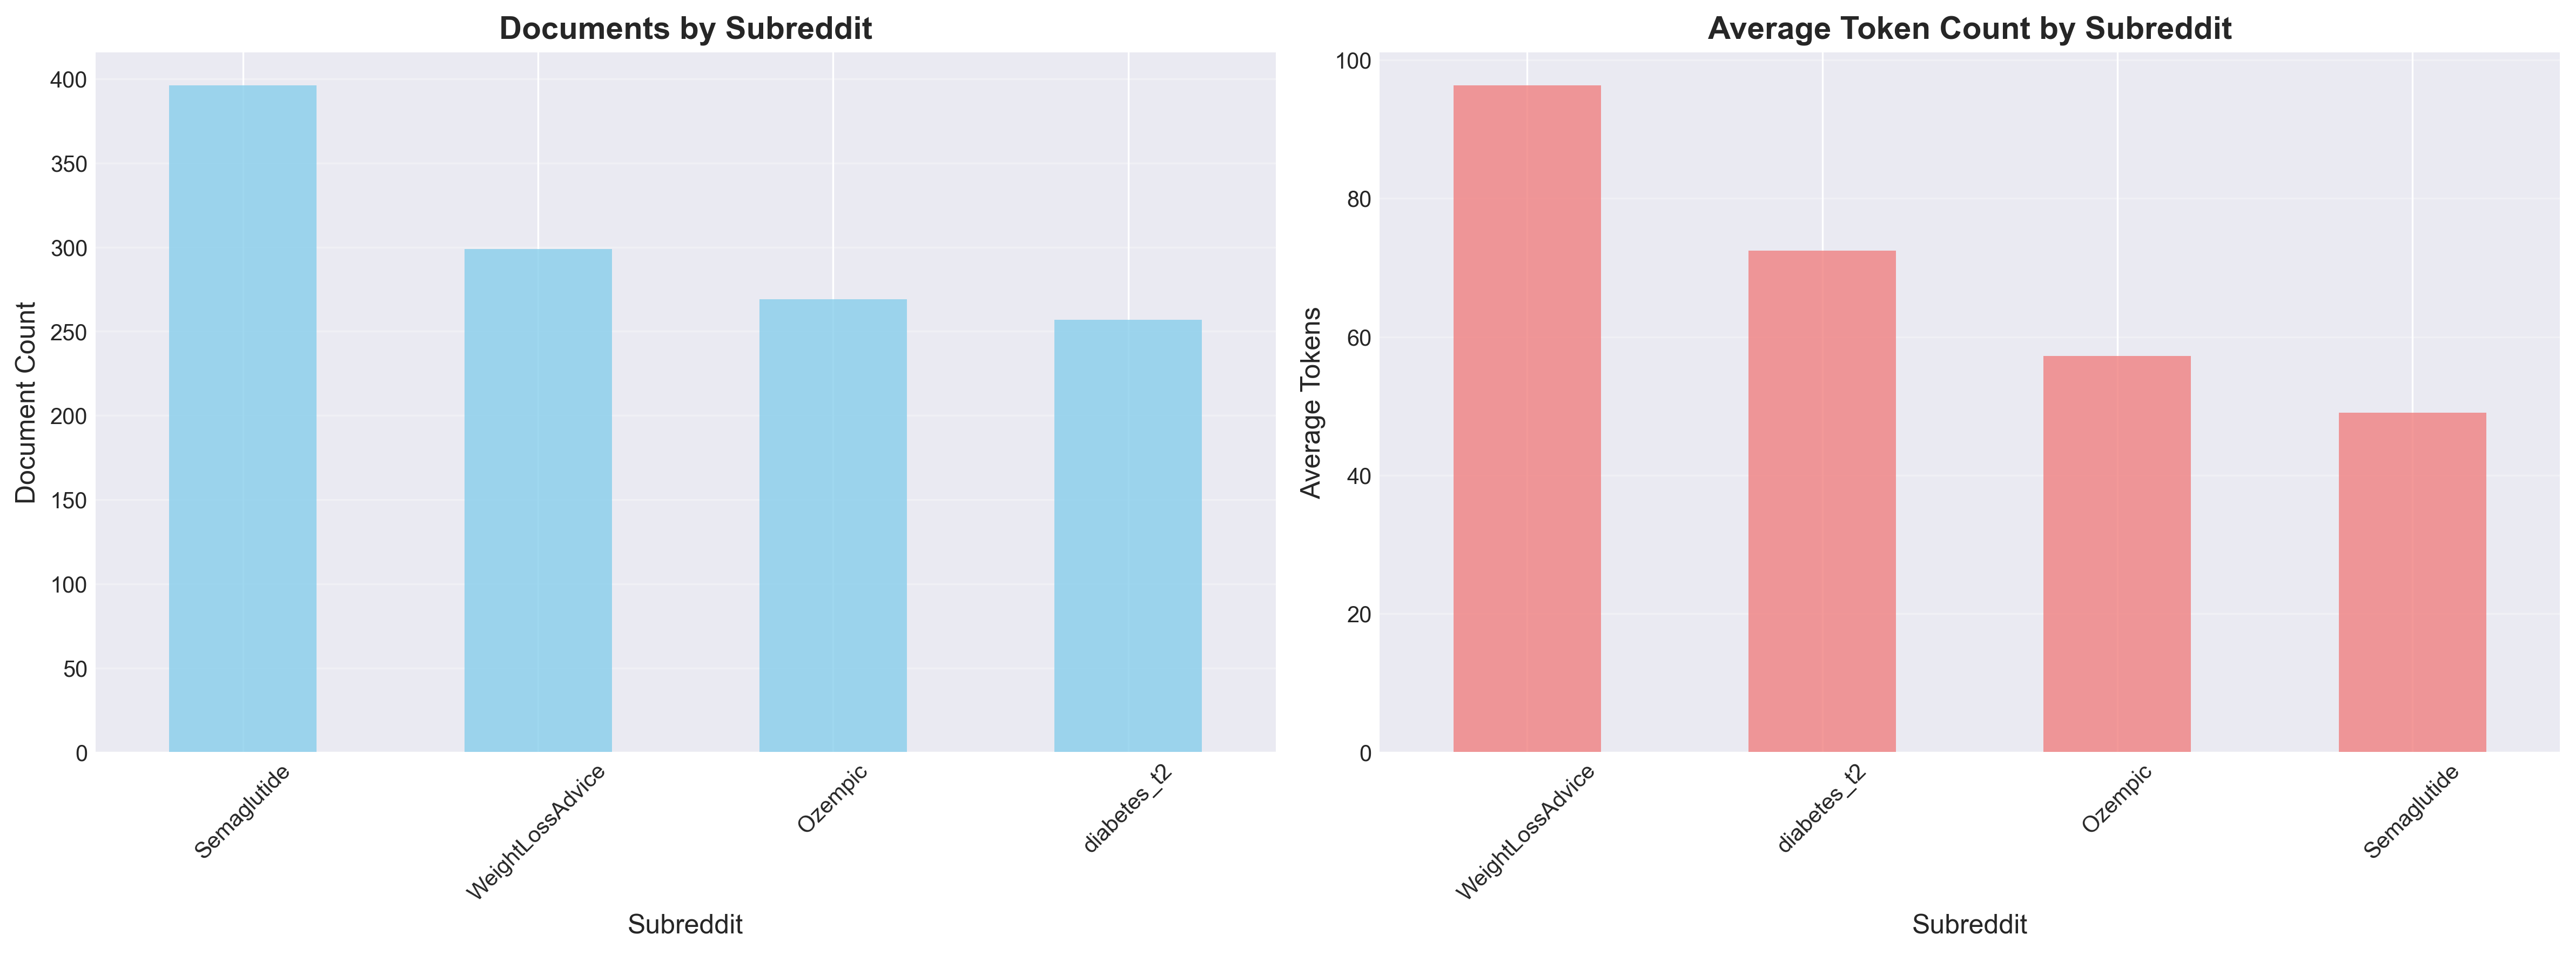 Documents by Subreddit
400
350
300
250
200
150
100
50
0
Document Count
Semaglutide
WeightLossAdvice
Ozempic
diabetes_t2
Subreddit
Average Token Count by Subreddit
100
80
60
40
20
0
Average Tokens
WeightLossAdvice
diabetes_t2
Ozempic
Semaglutide
Subreddit